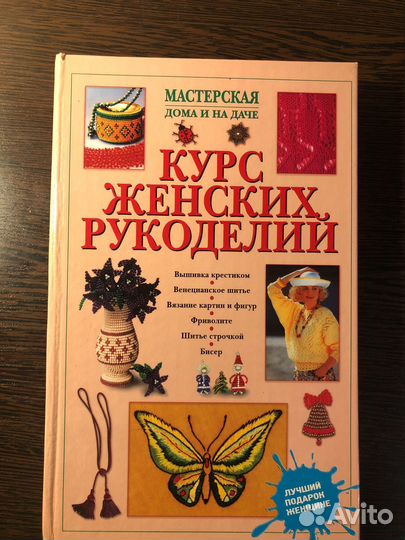 МАСТЕРСКАЯ
ДОМА И НА ДАЧЕ
КУРС
ЖЕНСКИХ
РУКОДЕЛИЙ
Вышивка крестиком
Венецианское шитье
Вязание картин и фигур
Фриволите
Шитье строчкой
Бисер
ЛУЧШИЙ
ПОДАРОК
ЖЕНЩИНЕ
Avito